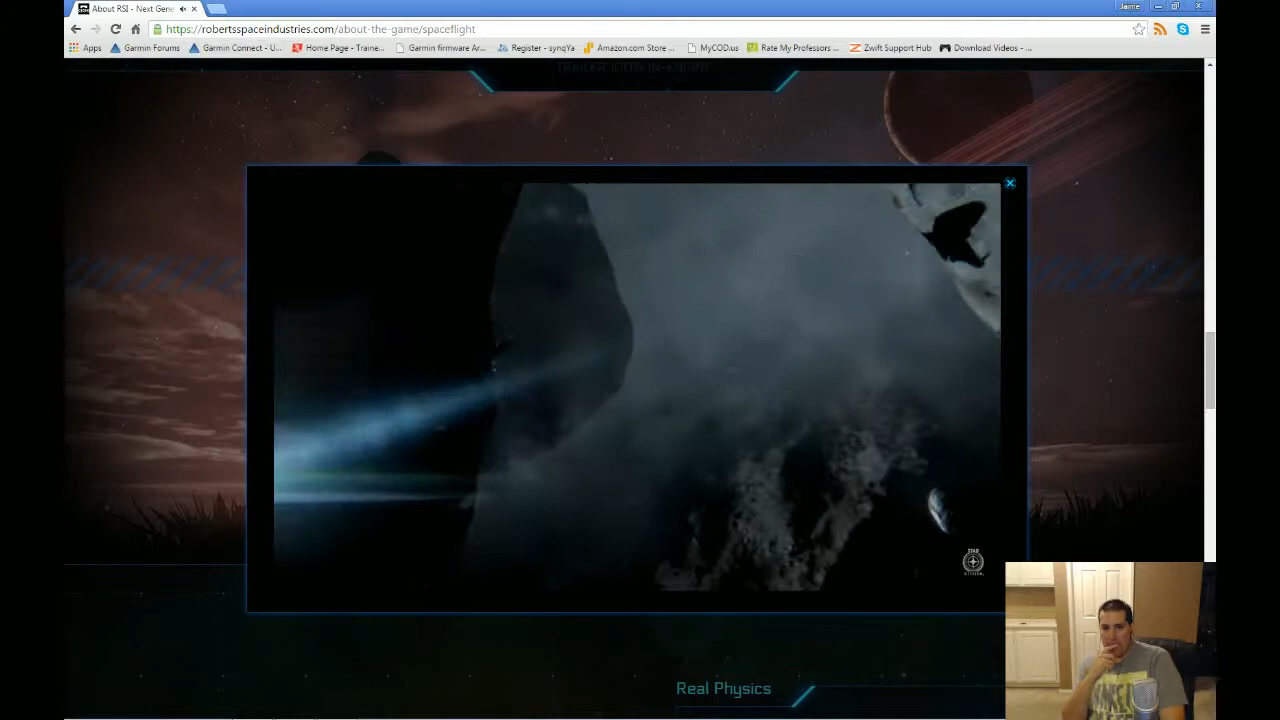 About RSI - Next Gene
Jaime
https://robertsspaceindustries.com/about-the-game/spaceflight
Apps
Garmin Forums
Garmin Connect - U...
Home Page - Traine...
Garmin firmware Ar...
Register - synqYa
Amazon.com Store ...
MyCOD.us
Rate My Professors ...
Zwift Support Hub
Download Videos - ...
STAR
CITIZEN
Real Physics